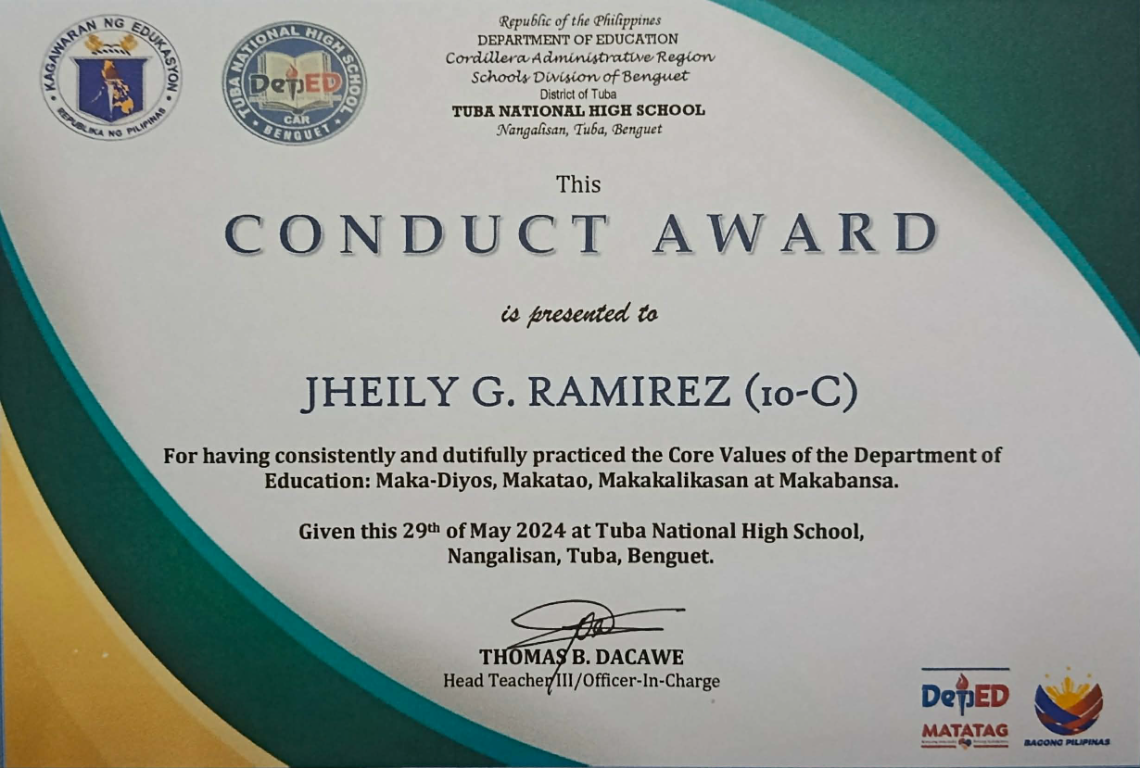 KAGAWARAN NG EDUKASYON
REPUBLIKA NG PILIPINAS
TUBA NATIONAL HIGH SCHOOL
DepED
CAR
BENGUET
Republic of the Philippines
DEPARTMENT OF EDUCATION
Cordillera Administrative Region
Schools Division of Benguet
District of Tuba
TUBA NATIONAL HIGH SCHOOL
Nangalisan, Tuba, Benguet
This
CONDUCT AWARD
is presented to
JHEILY G. RAMIREZ (10-C)
For having consistently and dutifully practiced the Core Values of the Department of
Education: Maka-Diyos, Makatao, Makakalikasan at Makabansa.
Given this 29th of May 2024 at Tuba National High School,
Nangalisan, Tuba, Benguet.
THOMAS B. DACAWE
Head Teacher III/Officer-In-Charge
DepED
MATATAG
BAGONG PILIPINAS